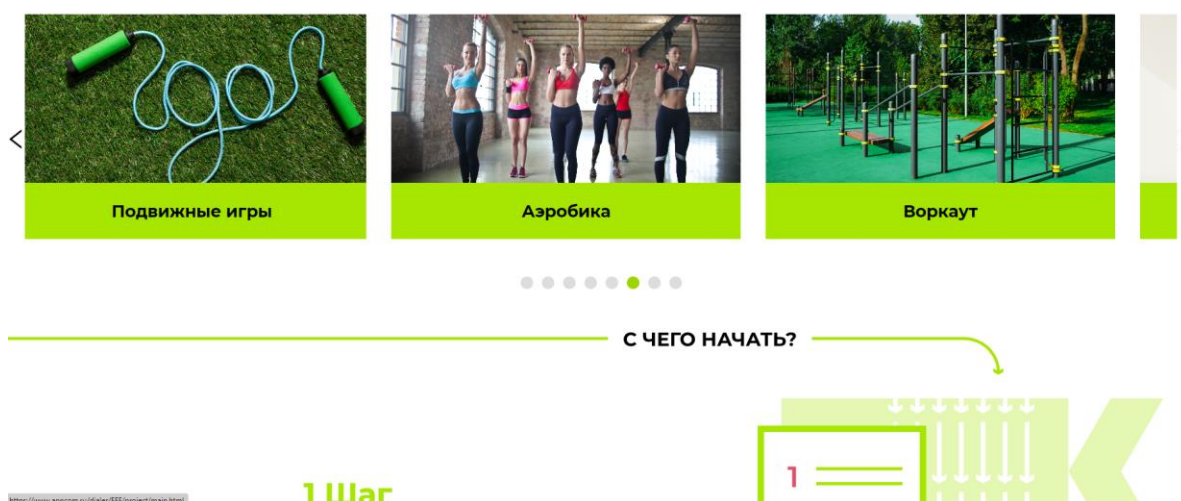 Подвижные игры
Аэробика
Воркаут
С ЧЕГО НАЧАТЬ?
1
1 Шаг